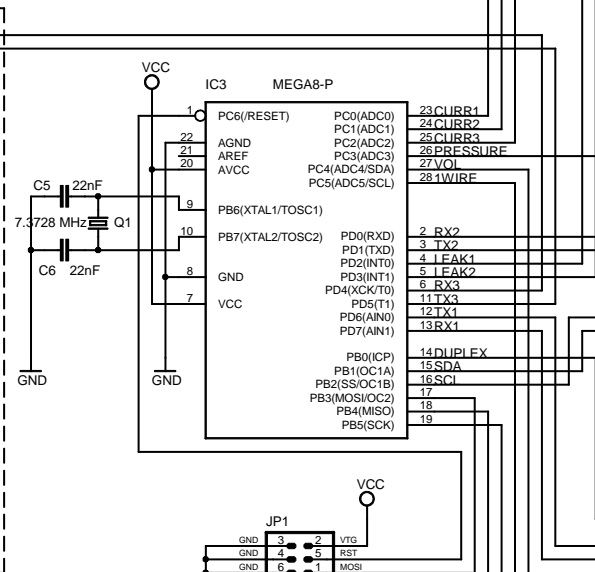 VCC
IC3 MEGA8-P
1 PC6(/RESET) PC0(ADC0) 23 CURR1
PC1(ADC1) 24 CURR2
22 AGND PC2(ADC2) 25 CURR3
21 AREF PC3(ADC3) 26 PRESSURE
20 AVCC PC4(ADC4/SDA) 27 VOL
PC5(ADC5/SCL) 28 1WIRE
C5 22nF
9 PB6(XTAL1/TOSC1)
7.3728 MHz Q1
10 PB7(XTAL2/TOSC2) PD0(RXD) 2 RX2
PD1(TXD) 3 TX2
PD2(INT0) 4 LEAK1
C6 22nF
8 GND PD3(INT1) 5 LEAK2
PD4(XCK/T0) 6 RX3
7 VCC PD5(T1) 11 TX3
PD6(AIN0) 12 TX1
PD7(AIN1) 13 RX1
PB0(ICP) 14 DUPLEX
PB1(OC1A) 15 SDA
GND GND PB2(SS/OC1B) 16 SCL
PB3(MOSI/OC2) 17
PB4(MISO) 18
PB5(SCK) 19
VCC
JP1
GND 3 2 VTG
GND 4 5 RST
GND 6 1 MOSI